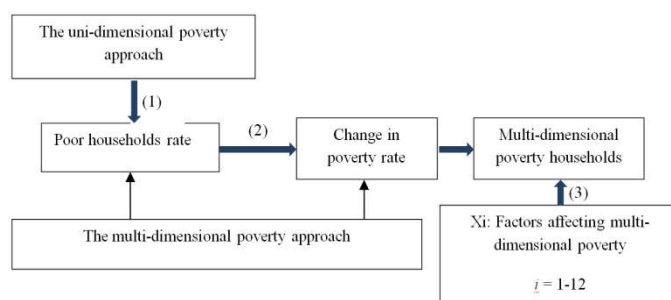 The uni-dimensional poverty
approach
(1)
Poor households rate
(2)
Change in
poverty rate
Multi-dimensional
poverty households
(3)
The multi-dimensional poverty approach
Xi: Factors affecting multi-
dimensional poverty
i = 1-12